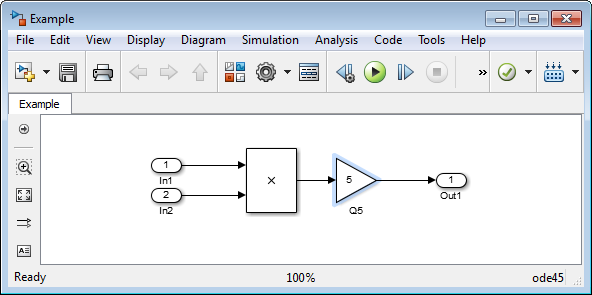 Example
File Edit View Display Diagram Simulation Analysis Code Tools Help
»
Example
1
In1
2
In2
×
5
Q5
1
Out1
Ready 100% ode45